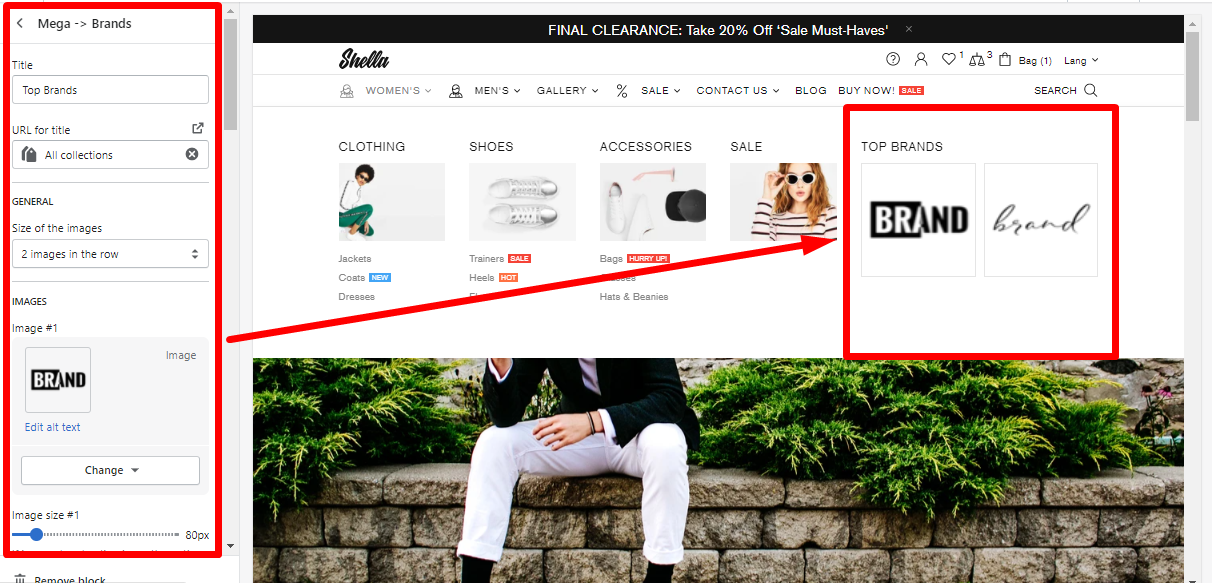 Mega -> Brands
Title
Top Brands
URL for title
All collections
GENERAL
Size of the images
2 images in the row
IMAGES
Image #1
Image
BRAND
Edit alt text
Change
Image size #1
80px
Remove block
FINAL CLEARANCE: Take 20% Off ‘Sale Must-Haves' ×
Shella
1 3 Bag (1) Lang
WOMEN'S MEN'S GALLERY % SALE CONTACT US BLOG BUY NOW! SALE SEARCH
CLOTHING SHOES ACCESSORIES SALE TOP BRANDS
BRAND brand
Jackets Trainers SALE Bags HURRY UP!
Coats NEW Heels HOT
Dresses Hats & Beanies